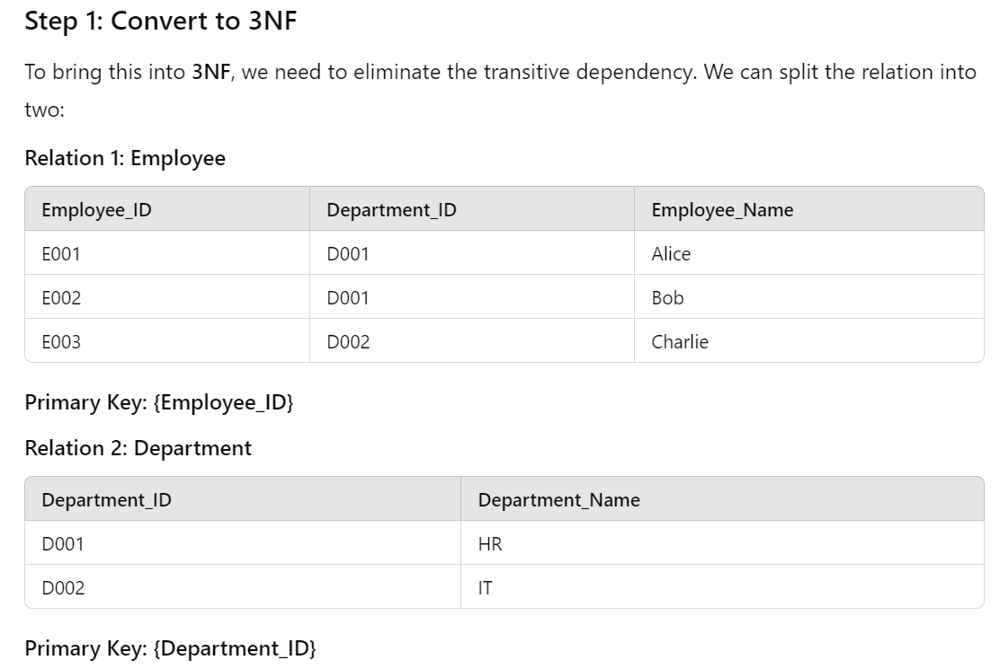 Step 1: Convert to 3NF
To bring this into 3NF, we need to eliminate the transitive dependency. We can split the relation into
two:
Relation 1: Employee
Employee_ID Department_ID Employee_Name
E001 D001 Alice
E002 D001 Bob
E003 D002 Charlie
Primary Key: {Employee_ID}
Relation 2: Department
Department_ID Department_Name
D001 HR
D002 IT
Primary Key: {Department_ID}